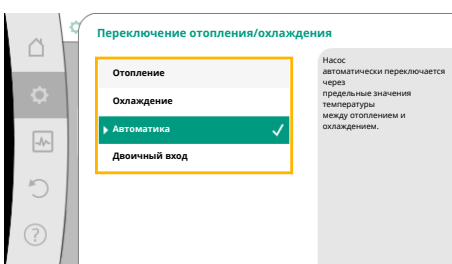 Переключение отопления/охлаждения
Отопление
Охлаждение
Автоматика
Двоичный вход
Насос
автоматически переключается
через
предельные значения
температуры
между отоплением и
охлаждением.
?